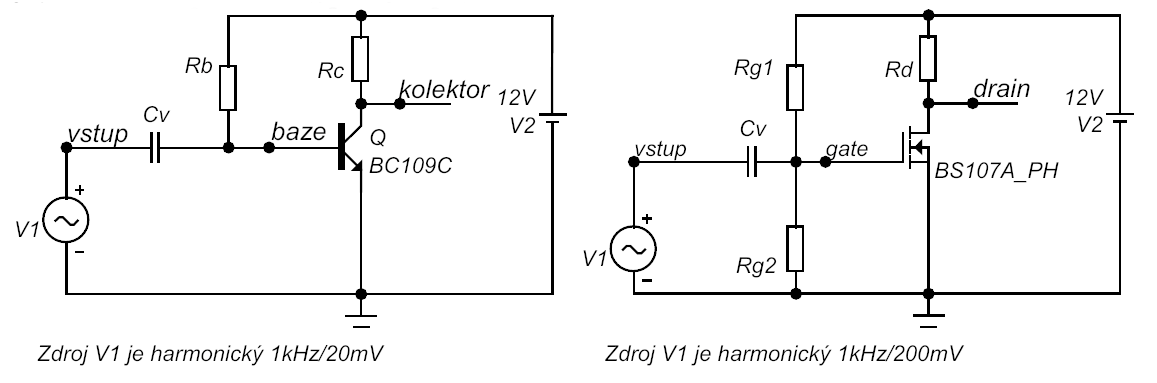 Rb
Rc
kolektor
12V
V2
Cv
vstup
baze
Q
BC109C
+
V1
−
Zdroj V1 je harmonický 1kHz/20mV
Rg1
Rd
drain
12V
V2
Cv
vstup
gate
BS107A_PH
+
V1
−
Rg2
Zdroj V1 je harmonický 1kHz/200mV